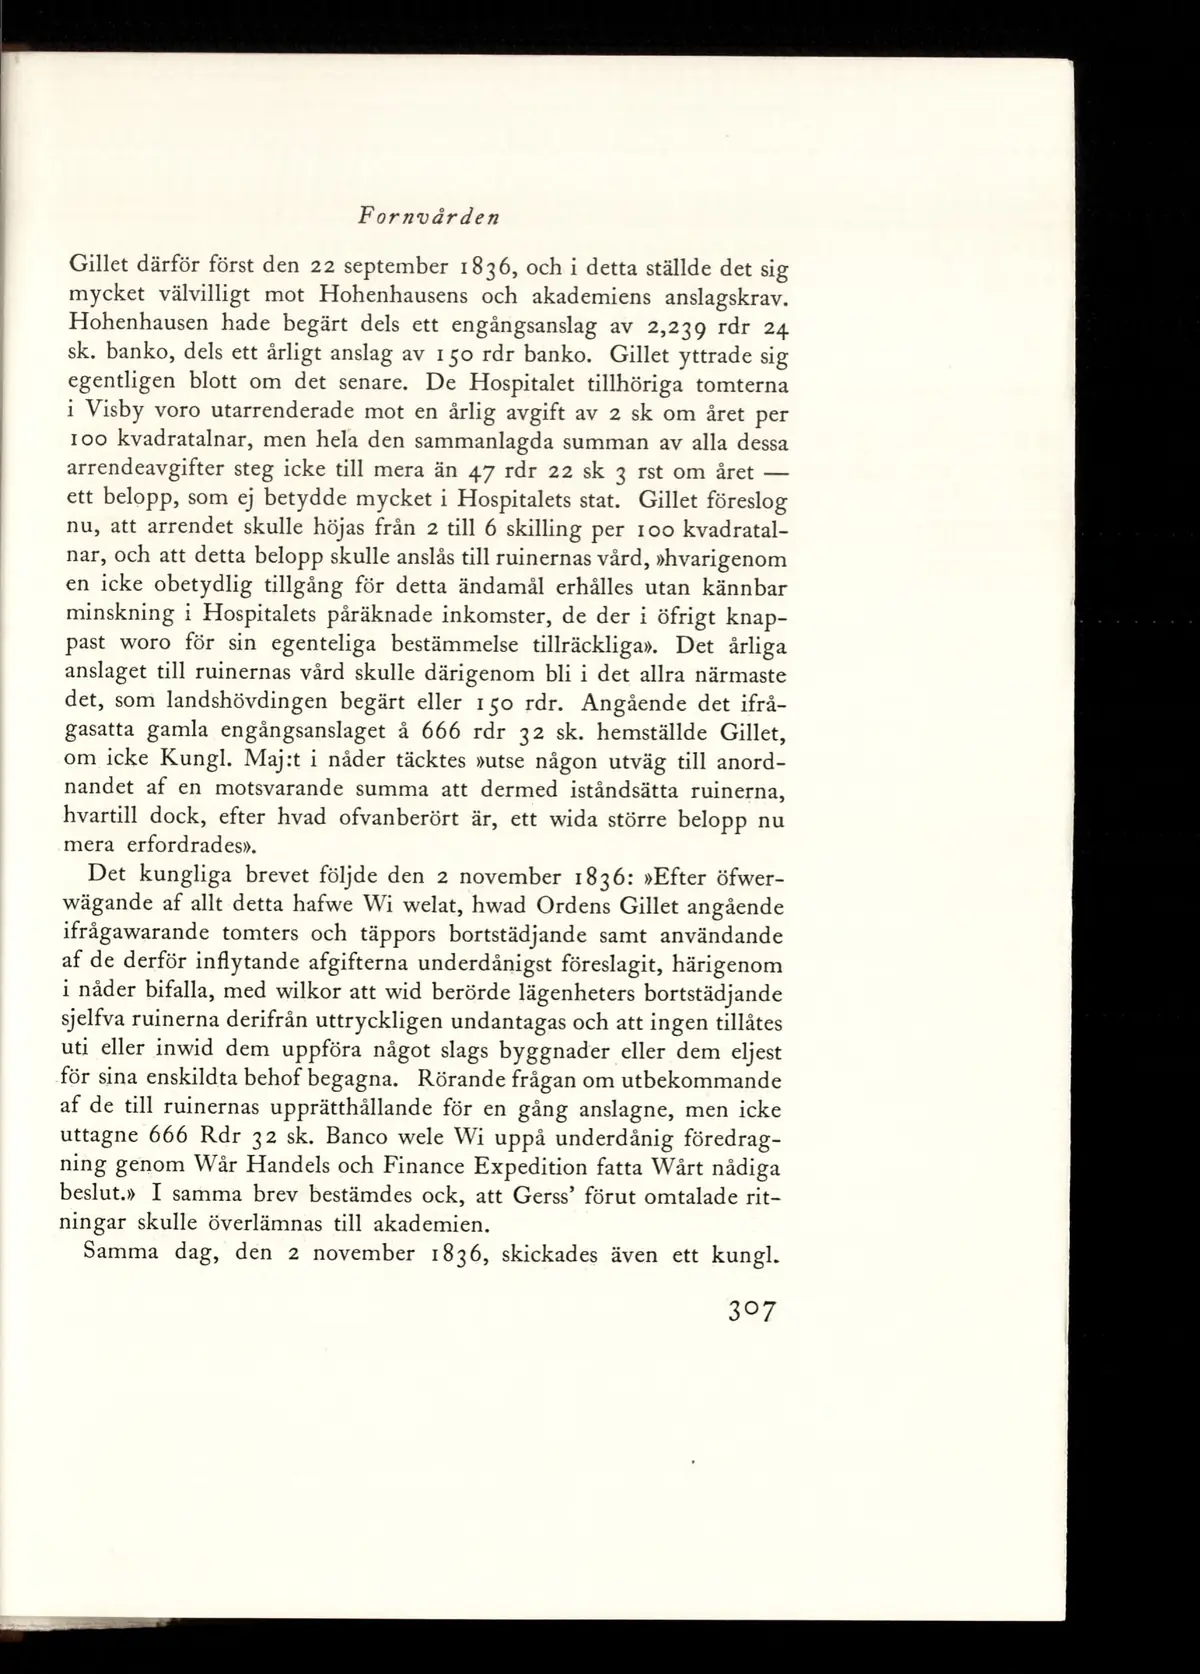 Fornvården
Gillet därför först den 22 september 1836, och i detta ställde det sig
mycket välvilligt mot Hohenhausens och akademiens anslagskrav.
Hohenhausen hade begärt dels ett engångsanslag av 2,239 rdr 24
sk. banko, dels ett årligt anslag av 150 rdr banko. Gillet yttrade sig
egentligen blott om det senare. De Hospitalet tillhöriga tomterna
i Visby voro utarrenderade mot en årlig avgift av 2 sk om året per
100 kvadratalnar, men hela den sammanlagda summan av alla dessa
arrendeavgifter steg icke till mera än 47 rdr 22 sk 3 rst om året —
ett belopp, som ej betydde mycket i Hospitalets stat. Gillet föreslog
nu, att arrendet skulle höjas från 2 till 6 skilling per 100 kvadratal-
nar, och att detta belopp skulle anslås till ruinernas vård, »hvarigenom
en icke obetydlig tillgång för detta ändamål erhålles utan kännbar
minskning i Hospitalets påräknade inkomster, de der i öfrigt knap-
past woro för sin egenteliga bestämmelse tillräckliga». Det årliga
anslaget till ruinernas vård skulle därigenom bli i det allra närmaste
det, som landshövdingen begärt eller 150 rdr. Angående det ifrå-
gasatta gamla engångsanslaget å 666 rdr 32 sk. hemställde Gillet,
om icke Kungl. Maj:t i nåder täcktes »utse någon utväg till anord-
nandet af en motsvarande summa att dermed iståndsätta ruinerna,
hvartill dock, efter hvad ofvanberört är, ett wida större belopp nu
mera erfordrades».
Det kungliga brevet följde den 2 november 1836: »Efter öfwer-
wägande af allt detta hafwe Wi welat, hwad Ordens Gillet angående
ifrågawarande tomters och täppors bortstädjande samt användande
af de derför inflytande afgifterna underdånigst föreslagit, härigenom
i nåder bifalla, med wilkor att wid berörde lägenheters bortstädjande
sjelfva ruinerna derifrån uttryckligen undantagas och att ingen tillåtes
uti eller inwid dem uppföra något slags byggnader eller dem eljest
för sina enskildta behof begagna. Rörande frågan om utbekommande
af de till ruinernas upprätthållande för en gång anslagne, men icke
uttagne 666 Rdr 32 sk. Banco wele Wi uppå underdånig föredrag-
ning genom Wår Handels och Finance Expedition fatta Wårt nådiga
beslut.» I samma brev bestämdes ock, att Gerss’ förut omtalade rit-
ningar skulle överlämnas till akademien.
Samma dag, den 2 november 1836, skickades även ett kungl.
307